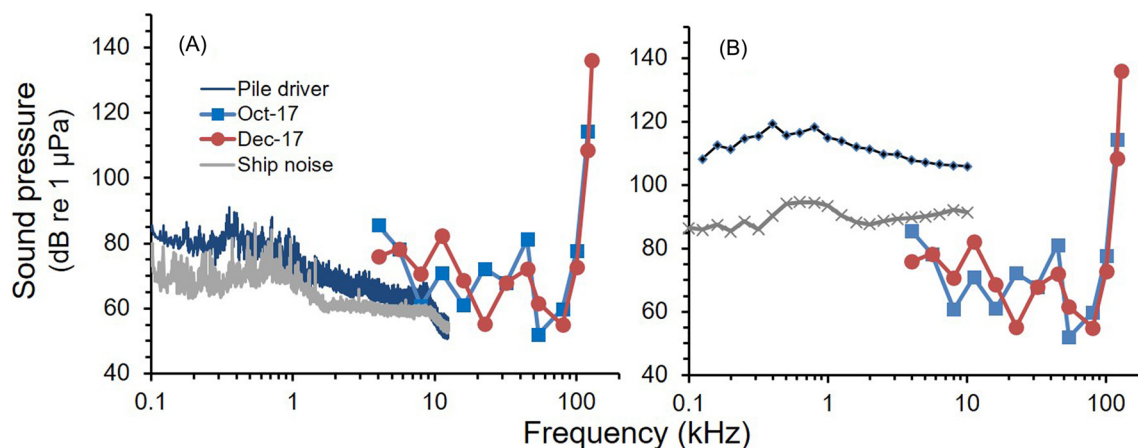 Sound pressure
(dB re 1 µPa)
(A)
140
120
100
80
60
40
Pile driver
Oct-17
Dec-17
Ship noise
0.1
1
10
100
(B)
140
120
100
80
60
40
0.1
1
10
100
Frequency (kHz)